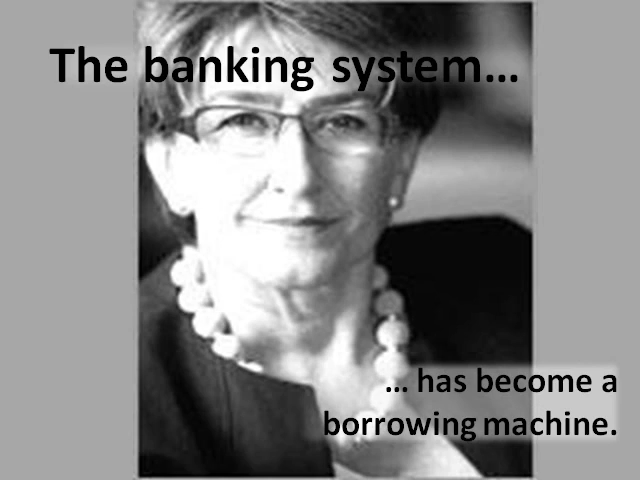 The banking system…
… has become a
borrowing machine.